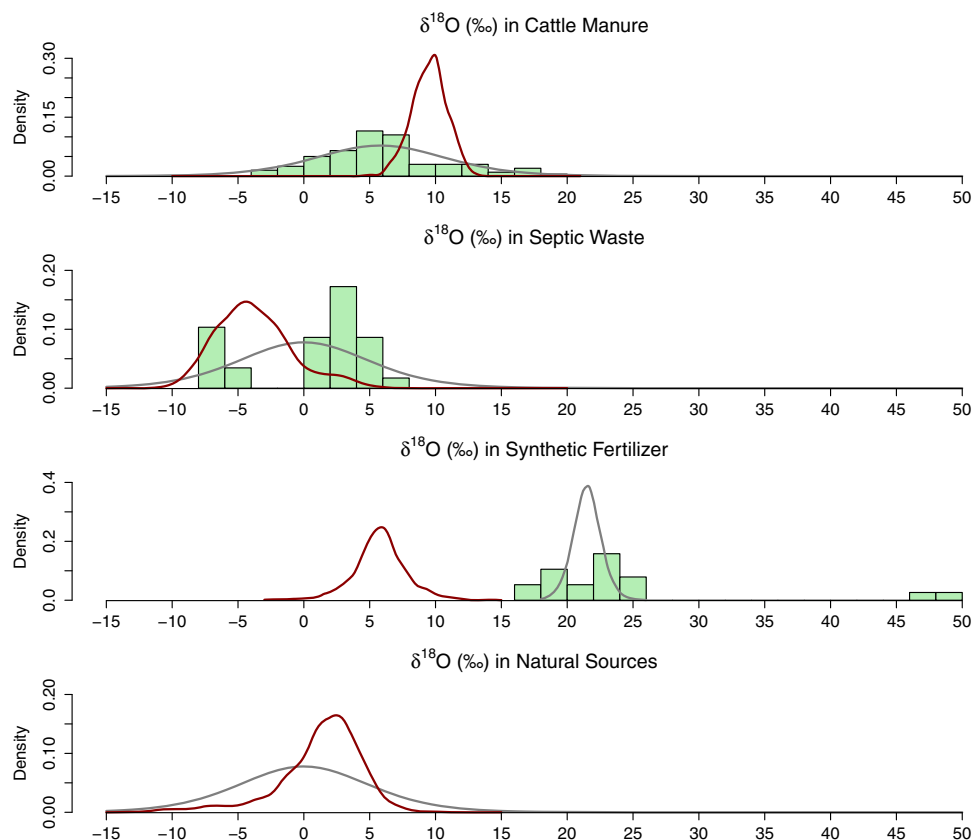 δ18O (‰) in Cattle Manure
Density
0.00 0.15 0.30
−15 −10 −5 0 5 10 15 20 25 30 35 40 45 50
δ18O (‰) in Septic Waste
Density
0.00 0.10 0.20
−15 −10 −5 0 5 10 15 20 25 30 35 40 45 50
δ18O (‰) in Synthetic Fertilizer
Density
0.0 0.2 0.4
−15 −10 −5 0 5 10 15 20 25 30 35 40 45 50
δ18O (‰) in Natural Sources
Density
0.00 0.10 0.20
−15 −10 −5 0 5 10 15 20 25 30 35 40 45 50